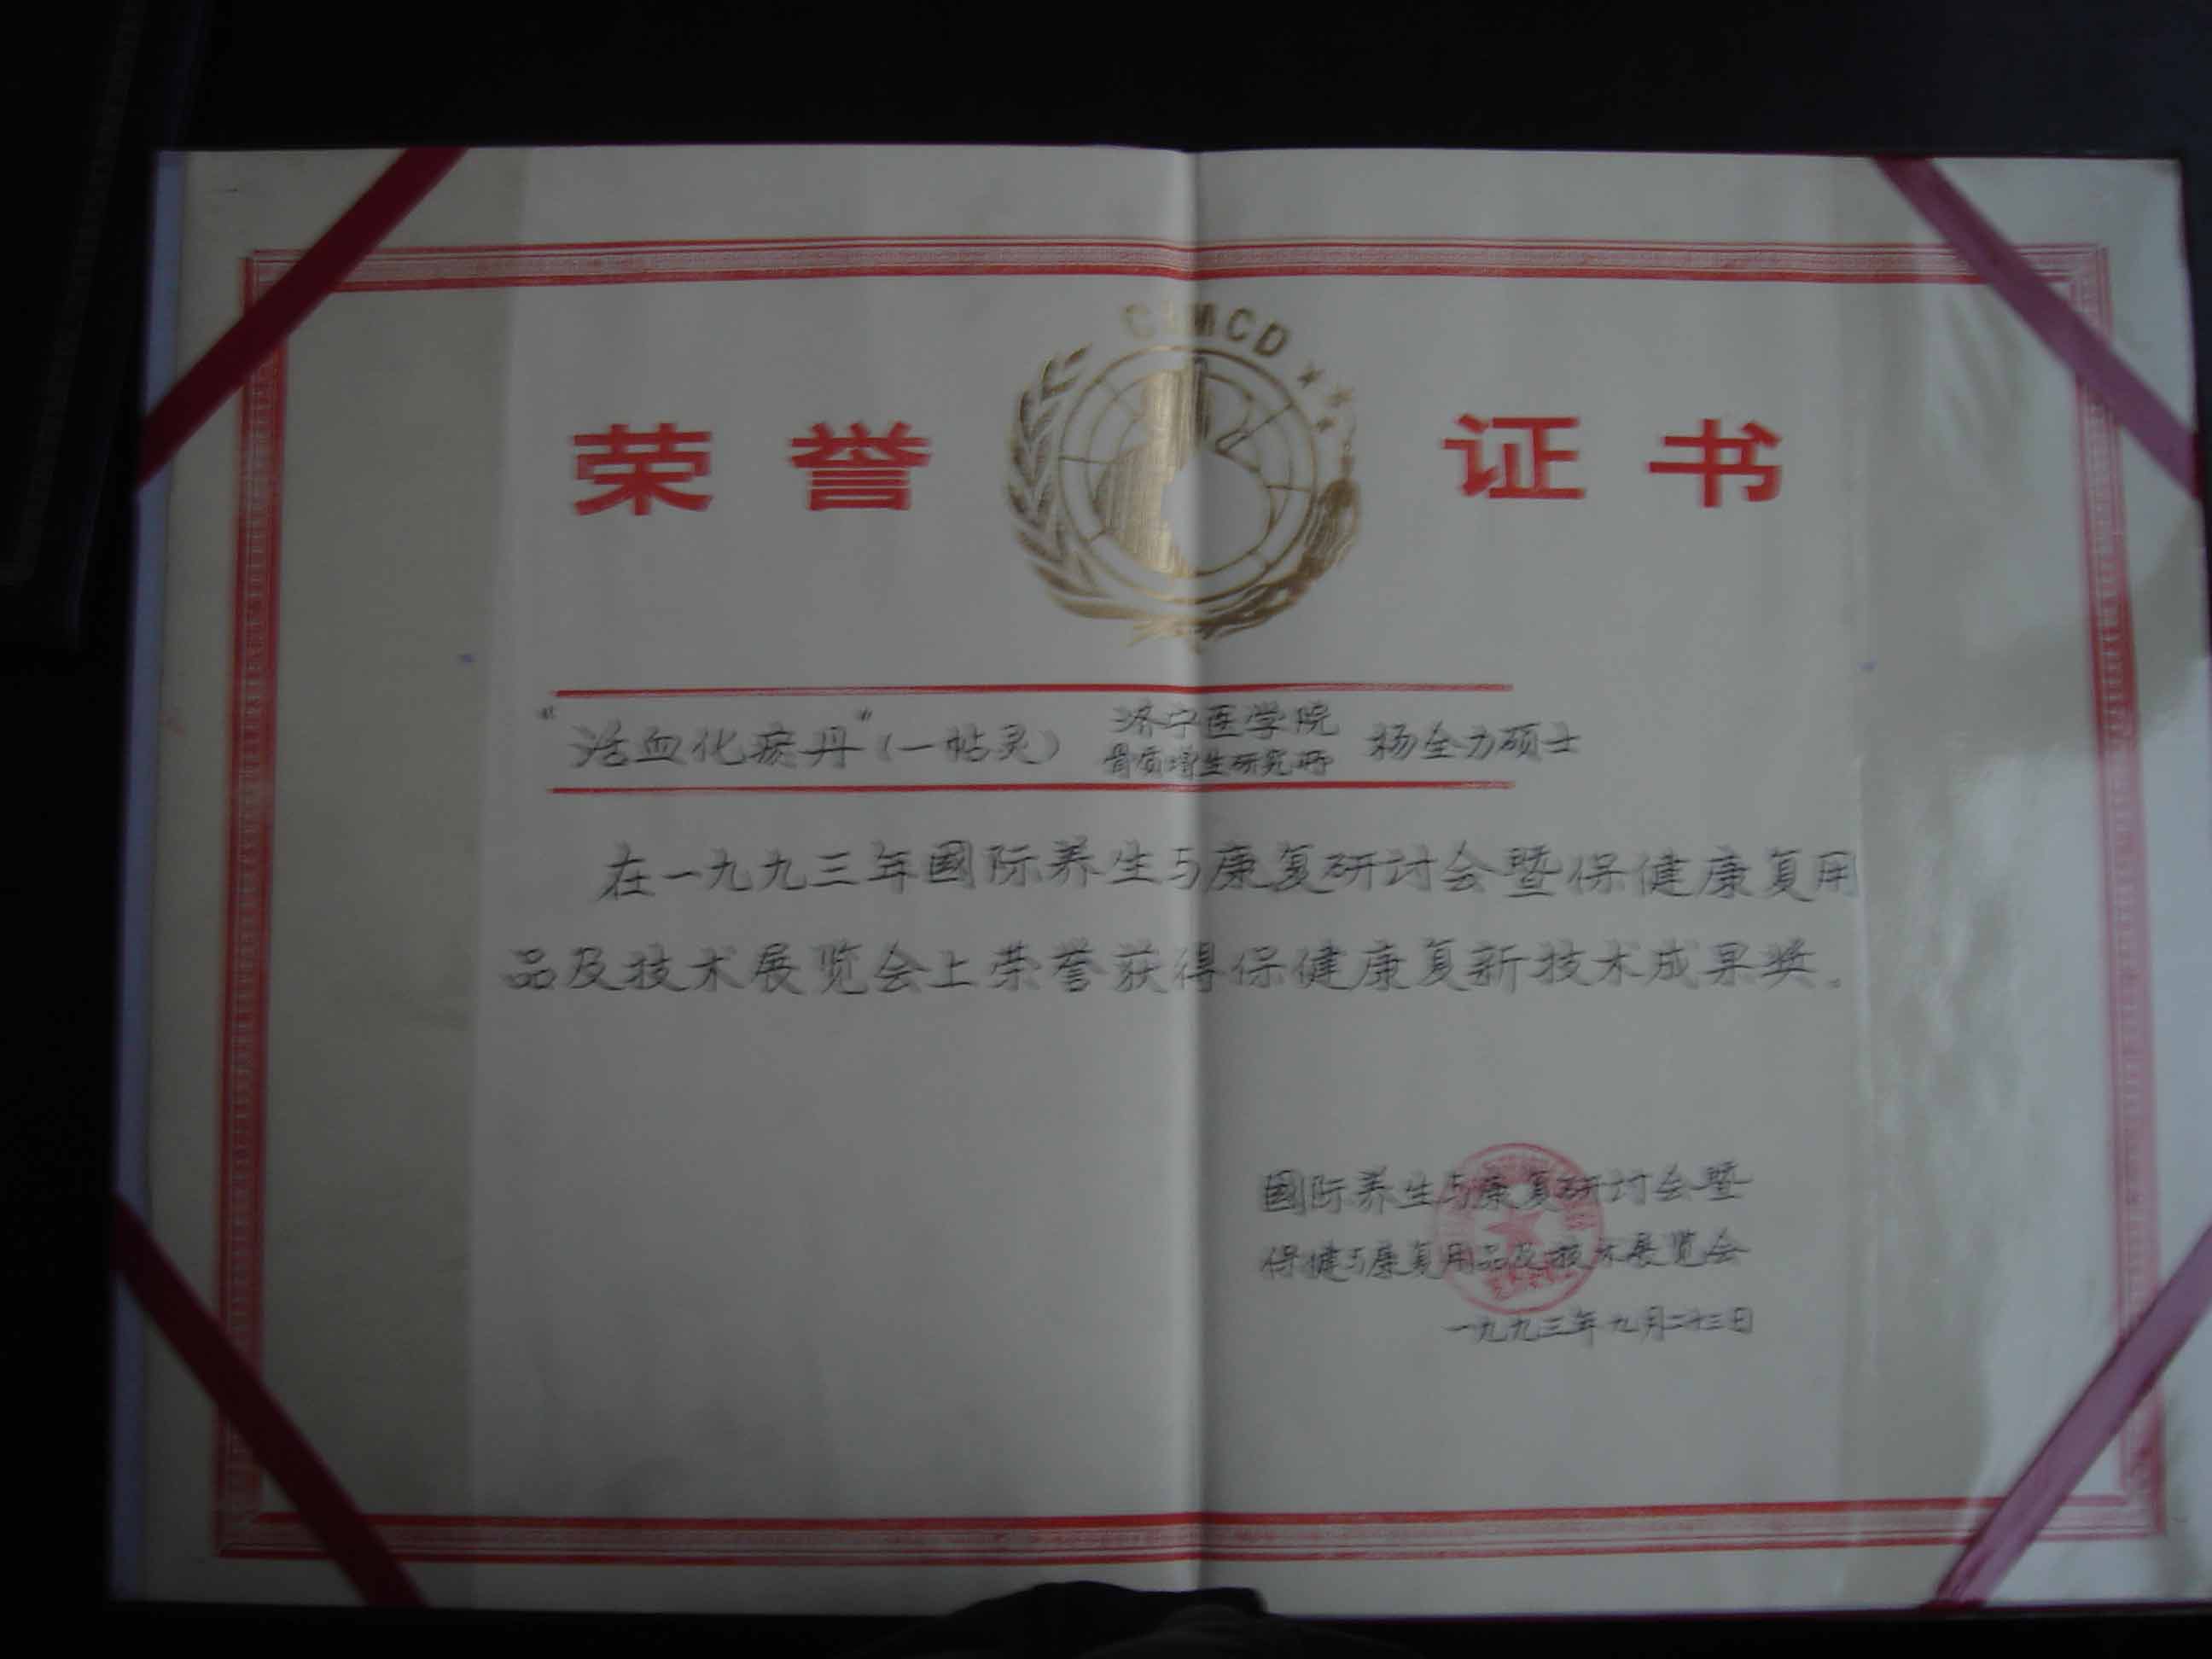 CIMCD
荣誉证书
“活血化瘀丹”(一帖灵) 济宁医学院 骨质增生研究所 杨全力硕士
在一九九三年國际养生与康复研讨会暨保健康复用
品及技术展览会上荣誉获得保健康复新技术成果奖。
國际养生与康复研讨会暨
保健与康复用品及技术展览会
一九九三年九月二十三日